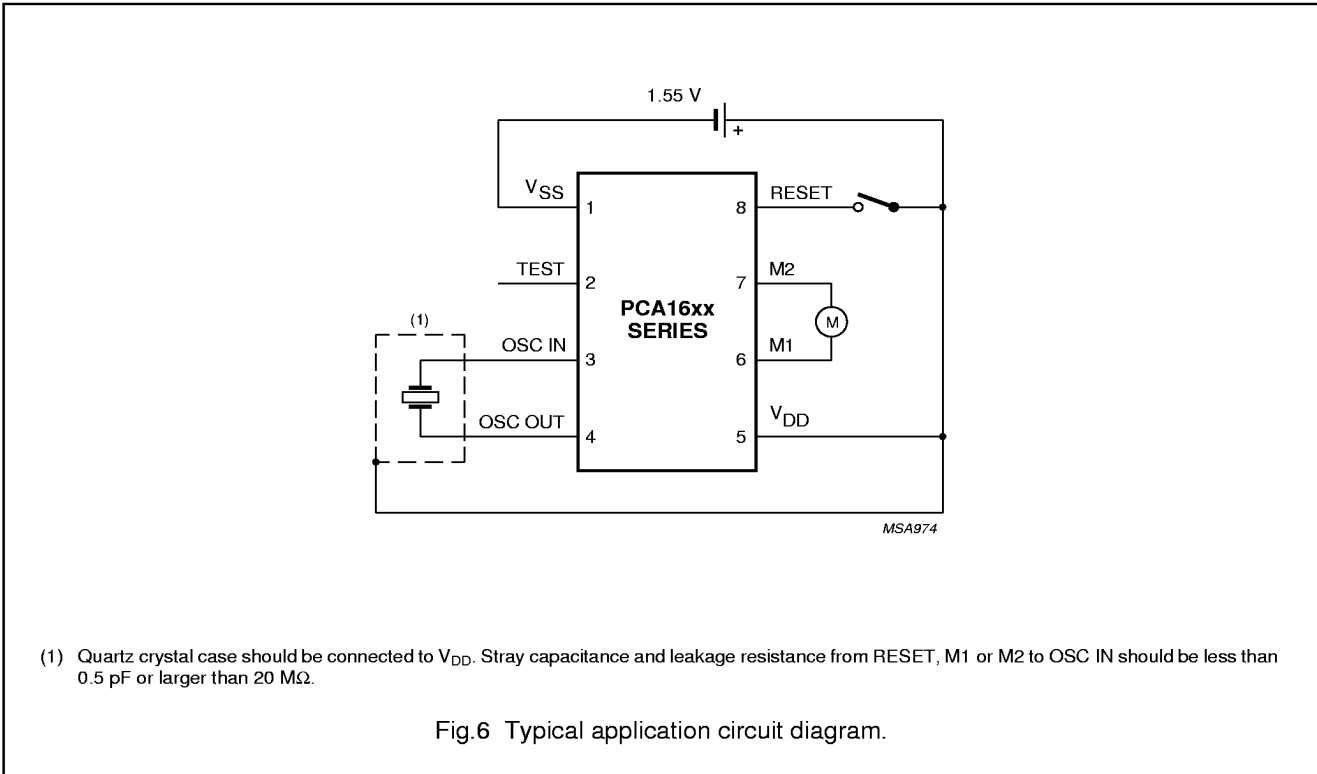 1.55 V
+
VSS
1
8
RESET
TEST
2
7
M2
PCA16xx
SERIES
M
(1)
OSC IN
3
6
M1
OSC OUT
4
5
VDD
MSA974
(1) Quartz crystal case should be connected to VDD. Stray capacitance and leakage resistance from RESET, M1 or M2 to OSC IN should be less than
0.5 pF or larger than 20 MΩ.
Fig.6 Typical application circuit diagram.